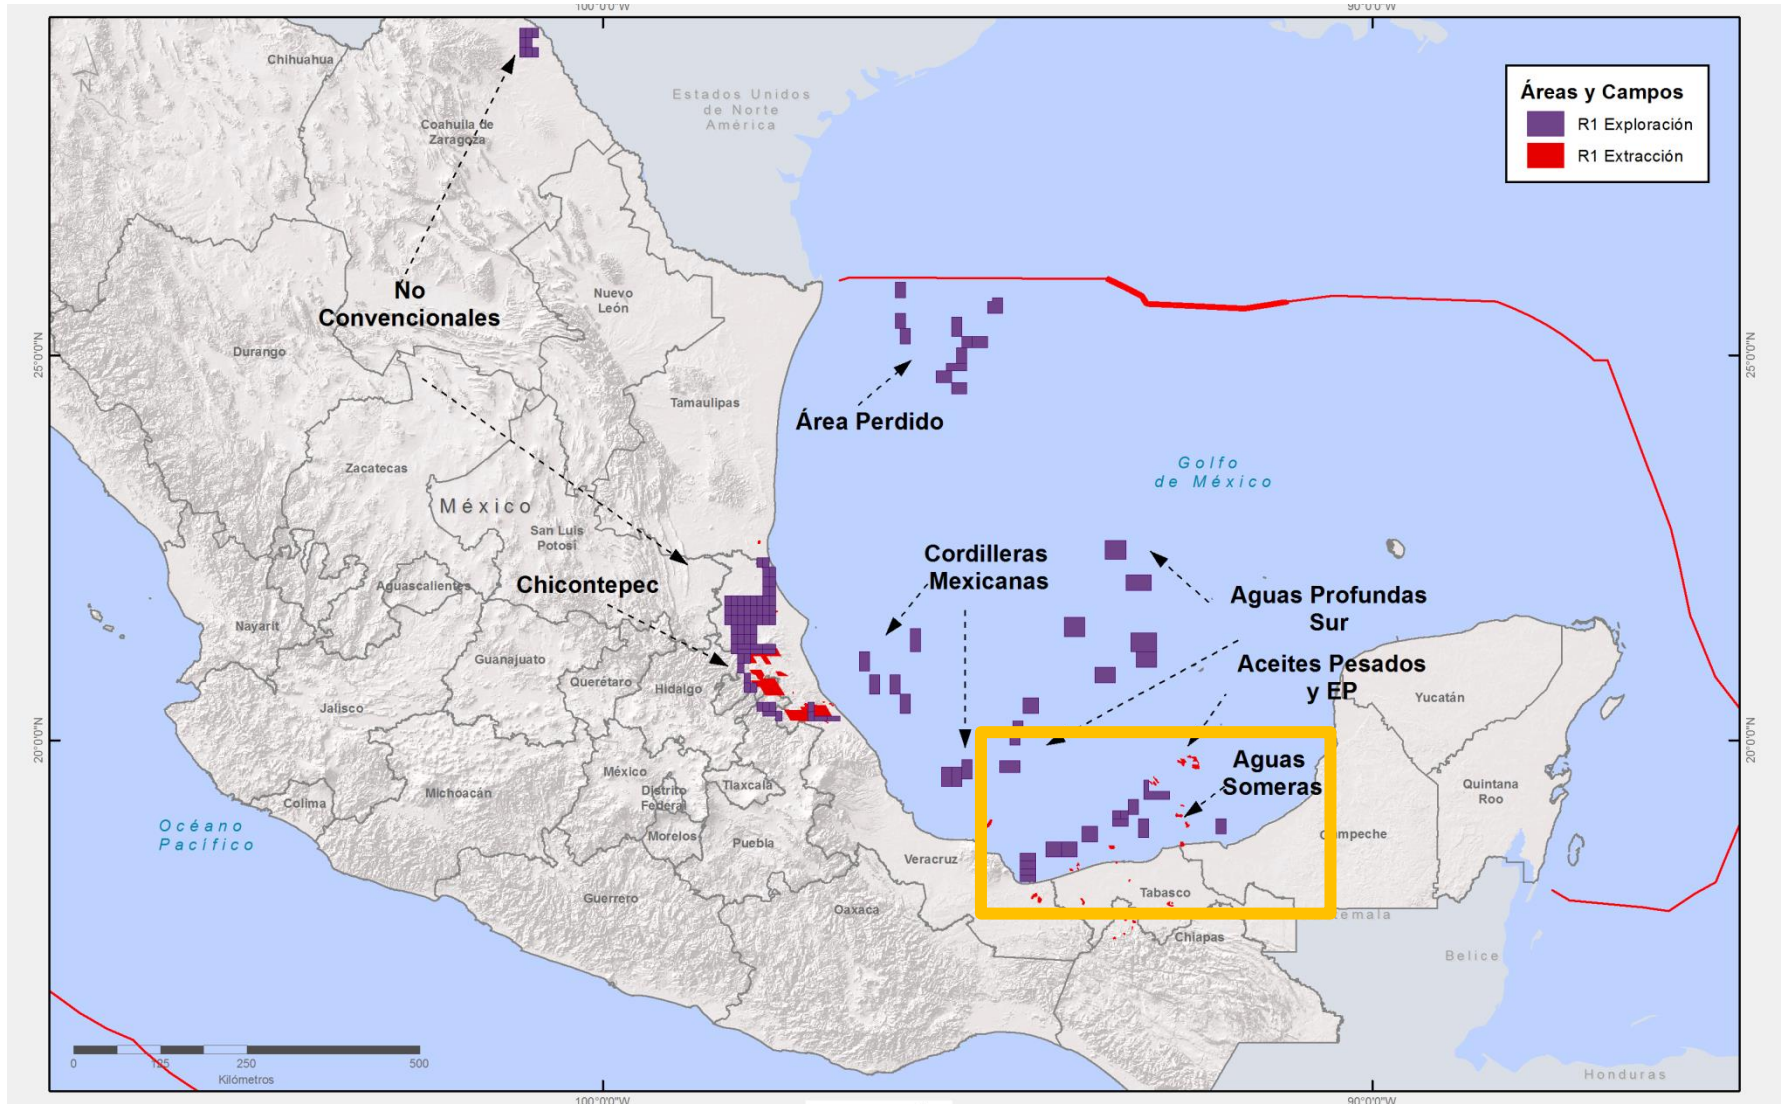 100°0'0"W
90°0'0"W
Chihuahua
N
Estados Unidos
de Norte
América
Áreas y Campos
R1 Exploración
R1 Extracción
Coahuila de
Zaragoza
No
Convencionales
Nuevo
León
25°0'0"N
25°0'0"N
Durango
Tamaulipas
Área Perdido
Golfo
de México
Zacatecas
México
San Luis
Potosí
Cordilleras
Mexicanas
Aguascalientes
Chicontepec
Aguas Profundas
Sur
Nayarit
Guanajuato
Querétaro
Hidalgo
Aceites Pesados
y EP
Yucatán
Jalisco
20°0'0"N
20°0'0"N
México
Distrito
Federal
Tlaxcala
Aguas
Someras
Quintana
Roo
Colima
Michoacán
Morelos
Puebla
Océano
Pacífico
Campeche
Veracruz
Guerrero
Oaxaca
Tabasco
temala
Chiapas
Belice
0
125
250
500
Kilómetros
Honduras
100°0'0"W
90°0'0"W